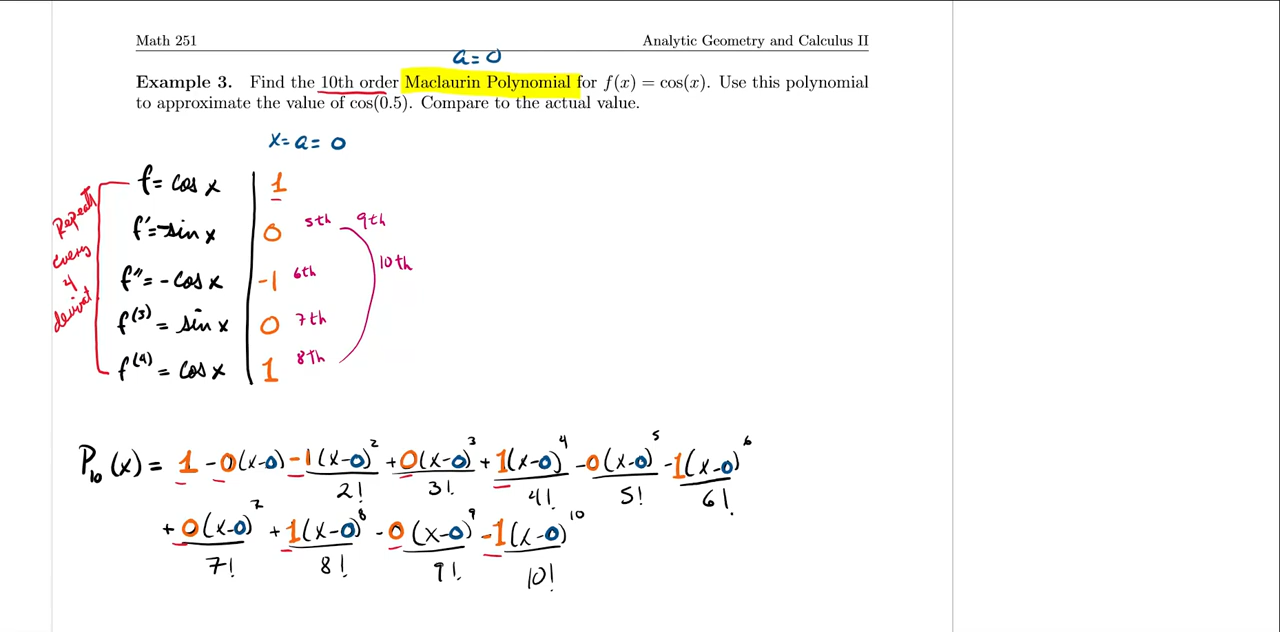 Math 251 Analytic Geometry and Calculus II
a = 0
Example 3. Find the 10th order Maclaurin Polynomial for f(x) = cos(x). Use this polynomial
to approximate the value of cos(0.5). Compare to the actual value.
x = a = 0
f = cos x | 1
f' = -sin x | 0 5th 9th
f'' = -cos x | -1 6th 10th
f^(3) = sin x | 0 7th
f^(4) = cos x | 1 8th
Repeats
every
4
derivat.
P_10(x) = 1 - 0(x-0) - 1(x-0)^2/2! + 0(x-0)^3/3! + 1(x-0)^4/4! - 0(x-0)^5/5! - 1(x-0)^6/6!
+ 0(x-0)^7/7! + 1(x-0)^8/8! - 0(x-0)^9/9! - 1(x-0)^10/10!